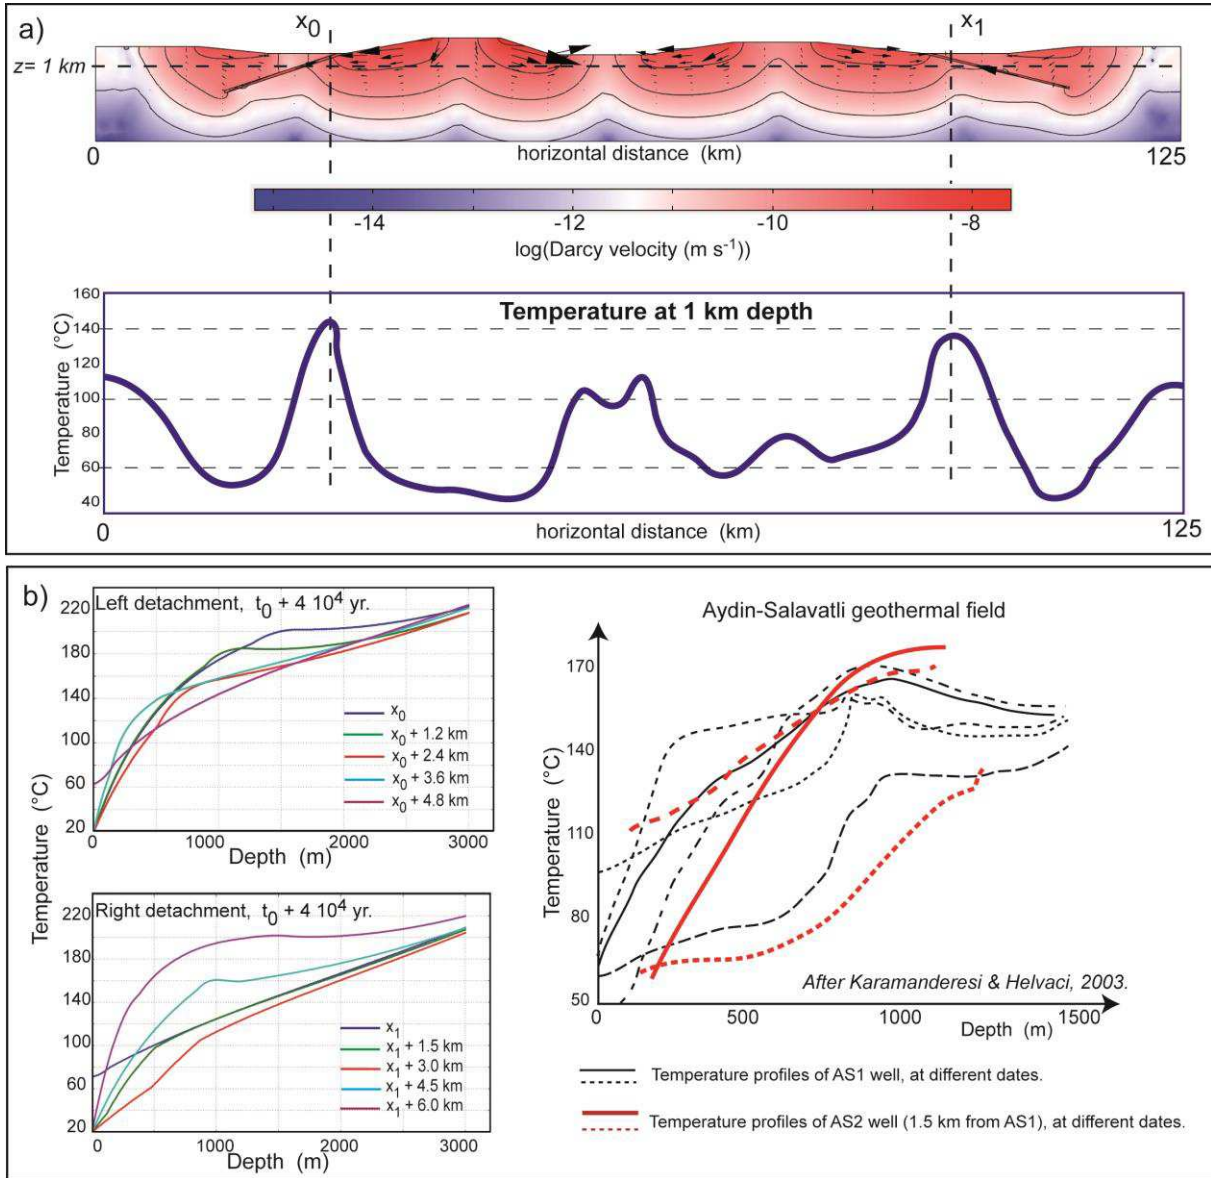 a)
x0
x1
z= 1 km
0
horizontal distance (km)
125
-14
-12
-10
-8
log(Darcy velocity (m s-1))
Temperature at 1 km depth
Temperature (°C)
160
140
120
100
80
60
40
0
horizontal distance (km)
125
b)
Left detachment, t0 + 4 10^4 yr.
220
180
140
100
60
20
x0
x0 + 1.2 km
x0 + 2.4 km
x0 + 3.6 km
x0 + 4.8 km
0
1000
2000
3000
Depth (m)
Temperature (°C)
Right detachment, t0 + 4 10^4 yr.
220
180
140
100
60
20
x1
x1 + 1.5 km
x1 + 3.0 km
x1 + 4.5 km
x1 + 6.0 km
0
1000
2000
3000
Depth (m)
Aydin-Salavatli geothermal field
Temperature (°C)
170
140
110
80
50
After Karamanderesi & Helvaci, 2003.
0
500
1000
1500
Depth (m)
Temperature profiles of AS1 well, at different dates.
Temperature profiles of AS2 well (1.5 km from AS1), at different dates.